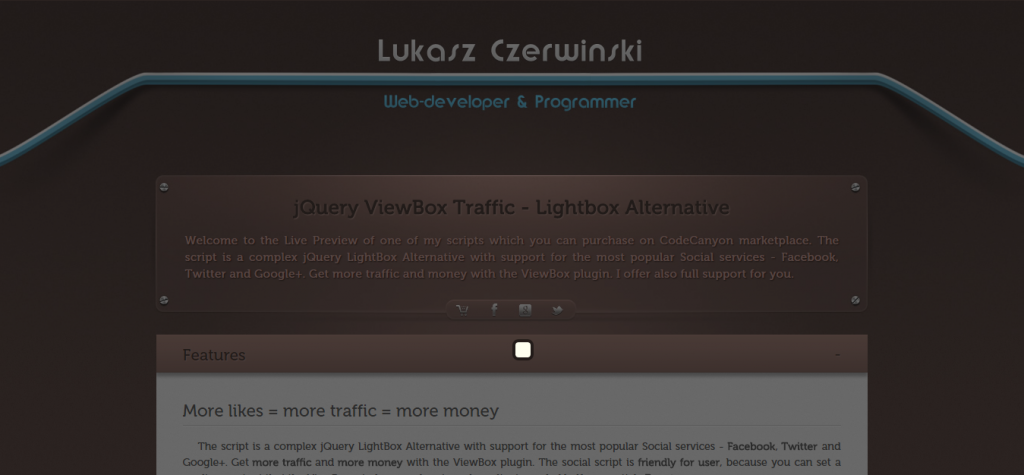 Lukasz Czerwinski
Web-developer & Programmer
jQuery ViewBox Traffic - Lightbox Alternative
Welcome to the Live Preview of one of my scripts which you can purchase on CodeCanyon marketplace. The
script is a complex jQuery LightBox Alternative with support for the most popular Social services - Facebook,
Twitter and Google+. Get more traffic and money with the ViewBox plugin. I offer also full support for you.
Features -
More likes = more traffic = more money
The script is a complex jQuery LightBox Alternative with support for the most popular Social services - Facebook, Twitter and
Google+. Get more traffic and more money with the ViewBox plugin. The social script is friendly for user, because you can set a